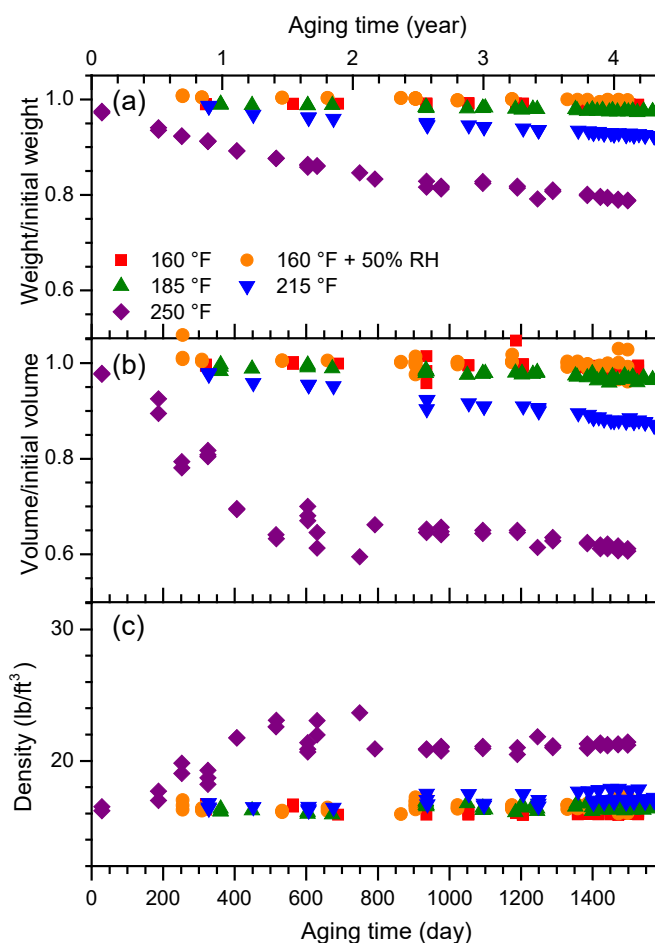 Aging time (year)
0 1 2 3 4
(a)
Weight/initial weight
1.0
0.8
0.6
160 °F
160 °F + 50% RH
185 °F
215 °F
250 °F
(b)
Volume/initial volume
1.0
0.8
0.6
(c)
Density (lb/ft³)
30
20
0 200 400 600 800 1000 1200 1400
Aging time (day)